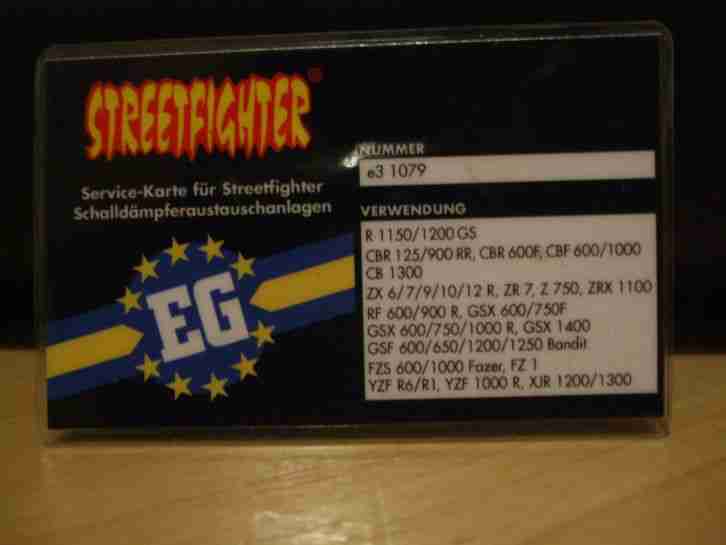 STREETFIGHTER®
Service-Karte für Streetfighter
Schalldämpferaustauschanlagen
EG
NUMMER
e3 1079
VERWENDUNG
R 1150/1200 GS
CBR 125/900 RR, CBR 600F, CBF 600/1000
CB 1300
ZX 6/7/9/10/12 R, ZR 7, Z 750, ZRX 1100
RF 600/900 R, GSX 600/750F
GSX 600/750/1000 R, GSX 1400
GSF 600/650/1200/1250 Bandit
FZS 600/1000 Fazer, FZ 1
YZF R6/R1, YZF 1000 R, XJR 1200/1300